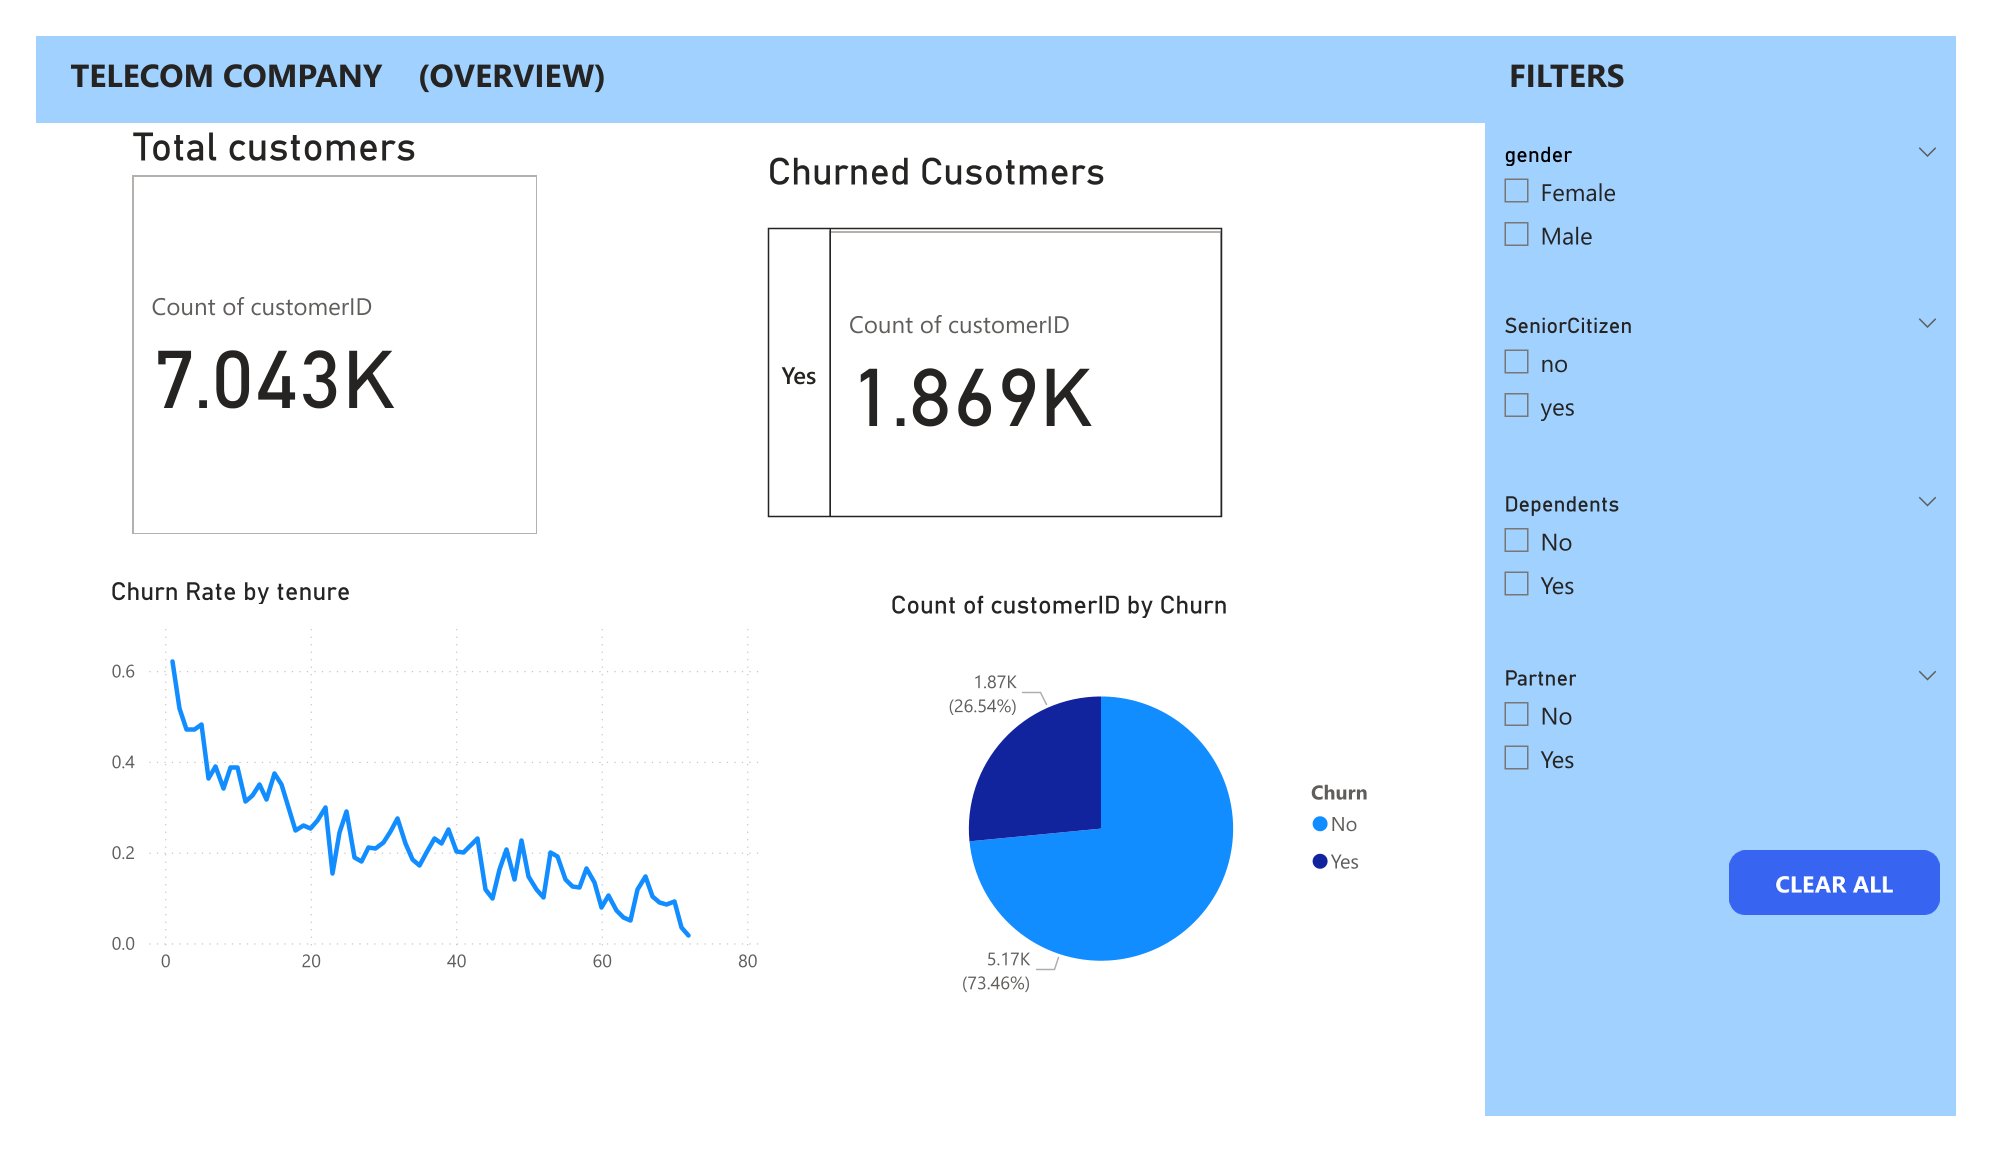 TELECOM COMPANY (OVERVIEW)
Total customers
Count of customerID
7.043K
Churned Cusotmers
Yes
Count of customerID
1.869K
Churn Rate by tenure
0.6
0.4
0.2
0.0
0 20 40 60 80
Count of customerID by Churn
1.87K
(26.54%)
5.17K
(73.46%)
Churn
No
Yes
FILTERS
gender
Female
Male
SeniorCitizen
no
yes
Dependents
No
Yes
Partner
No
Yes
CLEAR ALL